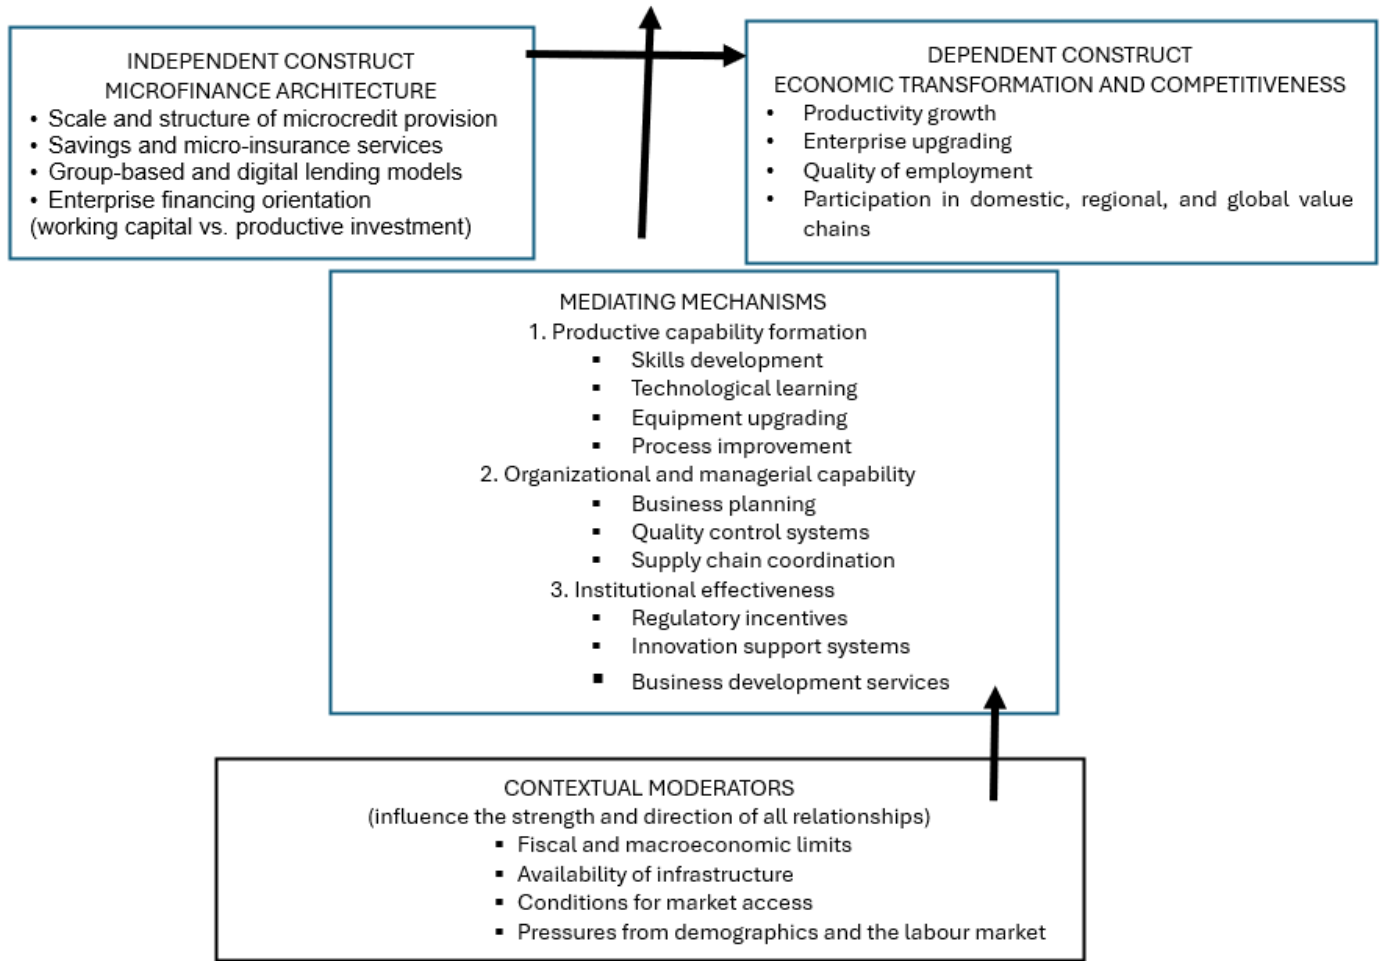 INDEPENDENT CONSTRUCT
MICROFINANCE ARCHITECTURE
• Scale and structure of microcredit provision
• Savings and micro-insurance services
• Group-based and digital lending models
• Enterprise financing orientation
(working capital vs. productive investment)
DEPENDENT CONSTRUCT
ECONOMIC TRANSFORMATION AND COMPETITIVENESS
• Productivity growth
• Enterprise upgrading
• Quality of employment
• Participation in domestic, regional, and global value
chains
MEDIATING MECHANISMS
1. Productive capability formation
▪ Skills development
▪ Technological learning
▪ Equipment upgrading
▪ Process improvement
2. Organizational and managerial capability
▪ Business planning
▪ Quality control systems
▪ Supply chain coordination
3. Institutional effectiveness
▪ Regulatory incentives
▪ Innovation support systems
▪ Business development services
CONTEXTUAL MODERATORS
(influence the strength and direction of all relationships)
▪ Fiscal and macroeconomic limits
▪ Availability of infrastructure
▪ Conditions for market access
▪ Pressures from demographics and the labour market